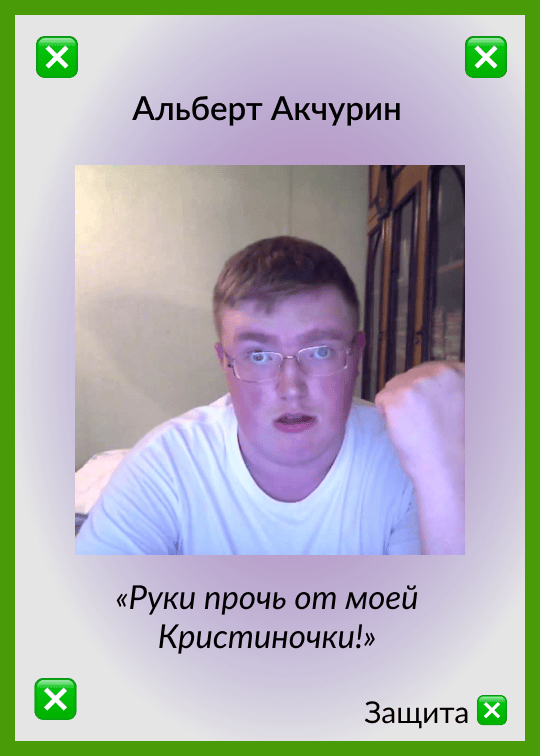 Альберт Акчурин
«Руки прочь от моей
Кристиночки!»
Защита